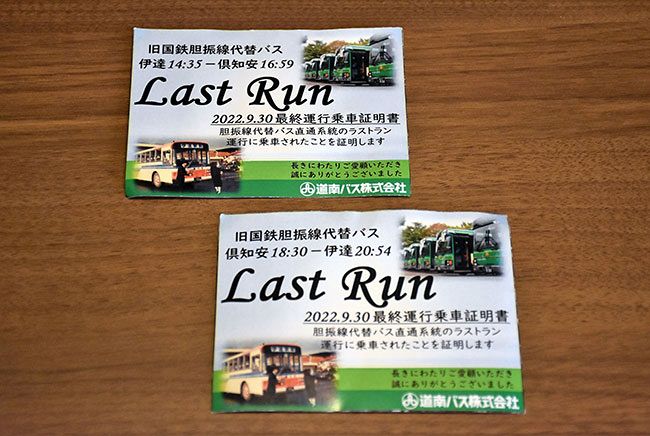 旧国鉄胆振線代替バス
伊達 14:35 － 倶知安 16:59
Last Run
2022.9.30 最終運行乗車証明書
胆振線代替バス直通系統のラストラン
運行に乗車されたことを証明します
長きにわたりご愛顧いただき
誠にありがとうございました
道南バス株式会社
旧国鉄胆振線代替バス
倶知安 18:30 － 伊達 20:54
Last Run
2022.9.30 最終運行乗車証明書
胆振線代替バス直通系統のラストラン
運行に乗車されたことを証明します
長きにわたりご愛顧いただき
誠にありがとうございました
道南バス株式会社